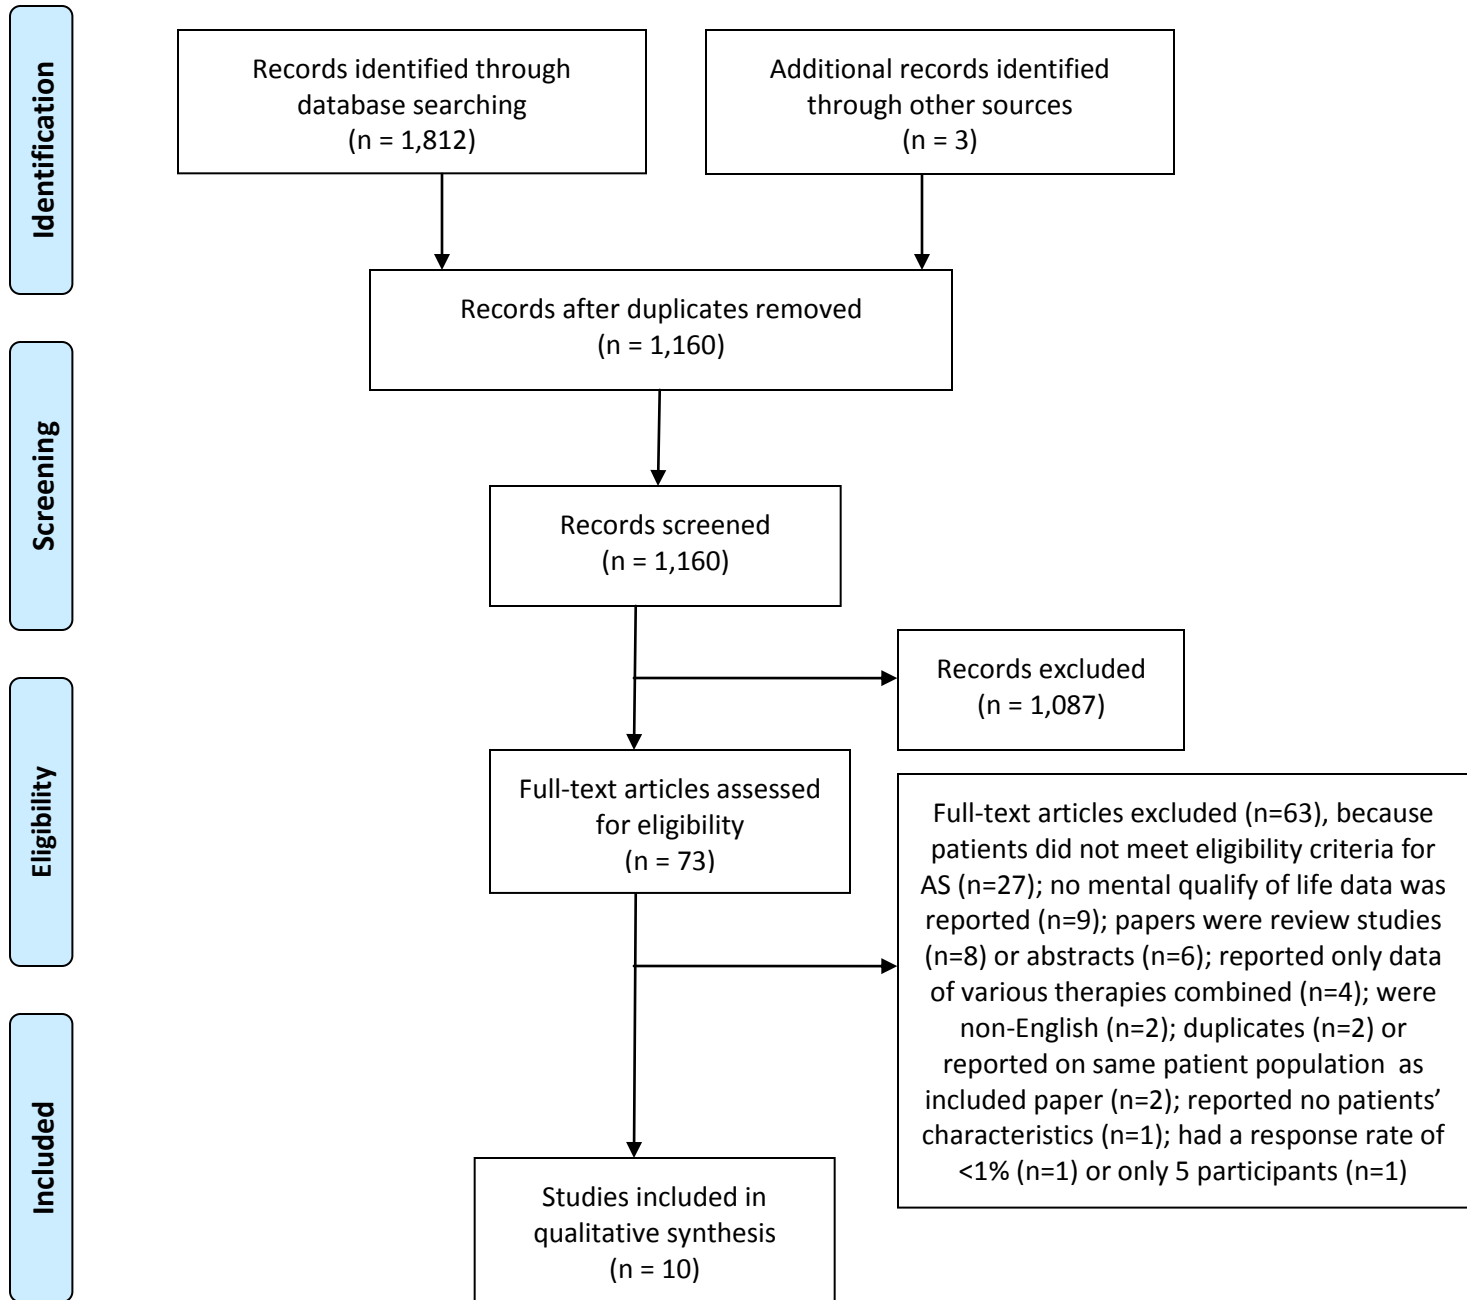 Identification
Records identified through
database searching
(n = 1,812)
Additional records identified
through other sources
(n = 3)
Records after duplicates removed
(n = 1,160)
Screening
Records screened
(n = 1,160)
Records excluded
(n = 1,087)
Eligibility
Full-text articles assessed
for eligibility
(n = 73)
Full-text articles excluded (n=63), because
patients did not meet eligibility criteria for
AS (n=27); no mental qualify of life data was
reported (n=9); papers were review studies
(n=8) or abstracts (n=6); reported only data
of various therapies combined (n=4); were
non-English (n=2); duplicates (n=2) or
reported on same patient population  as
included paper (n=2); reported no patients’
characteristics (n=1); had a response rate of
<1% (n=1) or only 5 participants (n=1)
Included
Studies included in
qualitative synthesis
(n = 10)